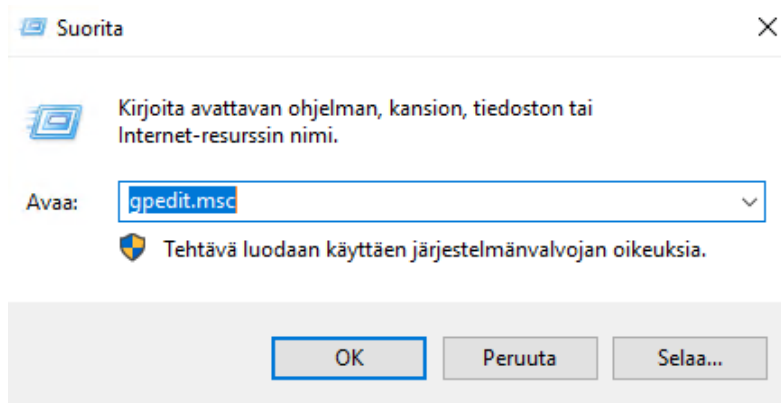 Suorita
Kirjoita avattavan ohjelman, kansion, tiedoston tai
Internet-resurssin nimi.
Avaa: gpedit.msc
Tehtävä luodaan käyttäen järjestelmänvalvojan oikeuksia.
OK Peruuta Selaa...